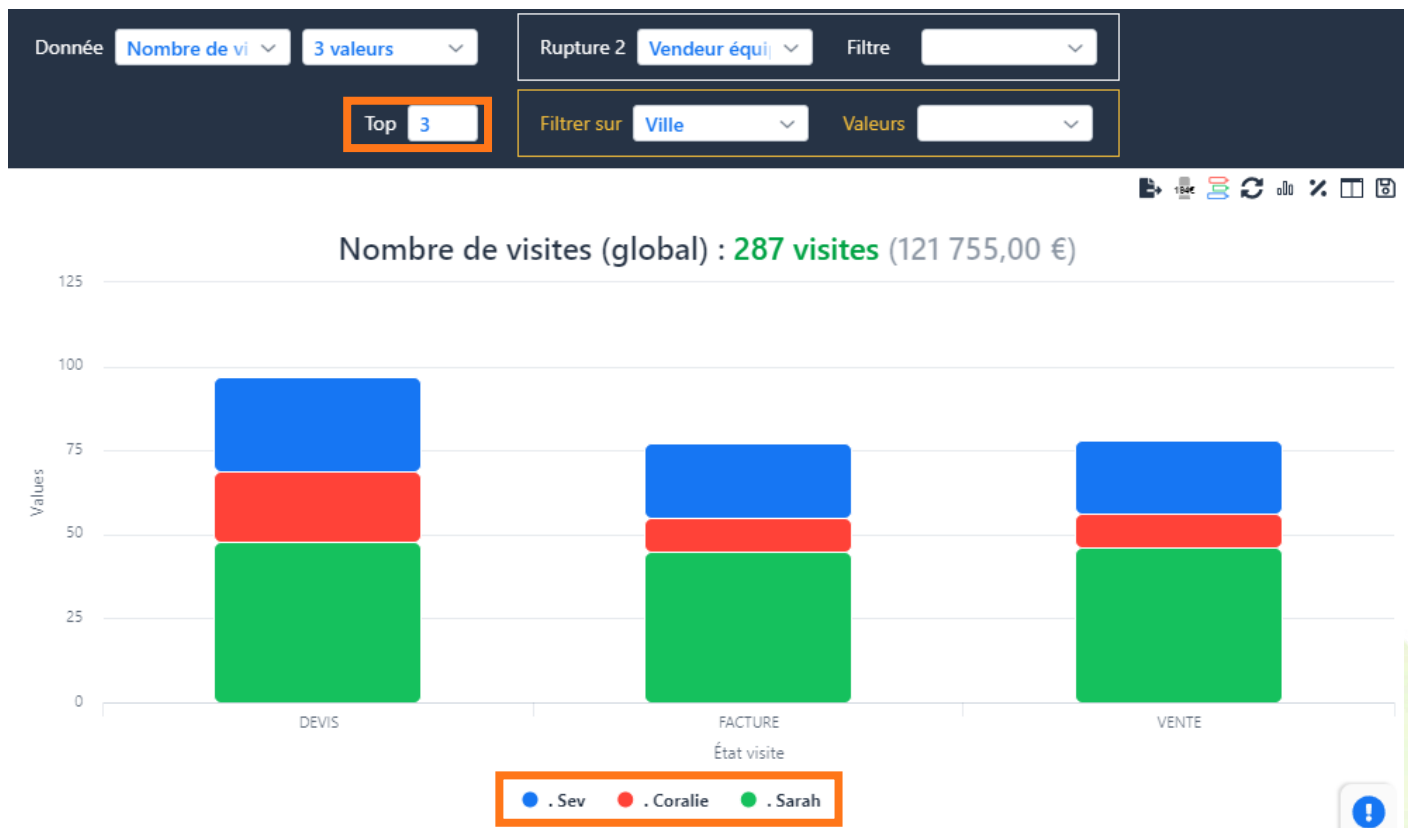 Donnée Nombre de vi 3 valeurs Rupture 2 Vendeur équi Filtre
Top 3 Filtrer sur Ville Valeurs
184€
Nombre de visites (global) : 287 visites (121 755,00 €)
125
100
75
50
25
0
Values
DEVIS FACTURE VENTE
État visite
. Sev . Coralie . Sarah